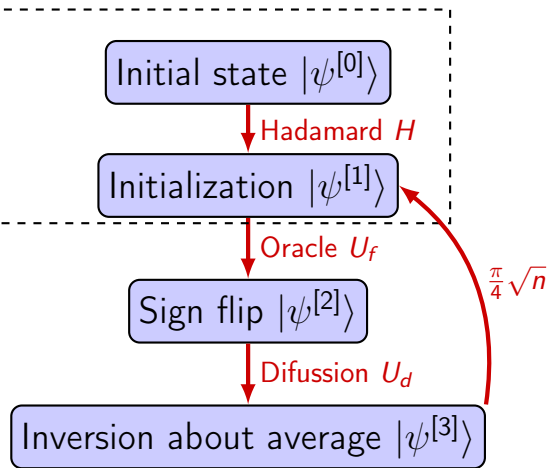 Initial state |ψ^[0]⟩
Hadamard H
Initialization |ψ^[1]⟩
Oracle U_f
π/4 √n
Sign flip |ψ^[2]⟩
Difussion U_d
Inversion about average |ψ^[3]⟩